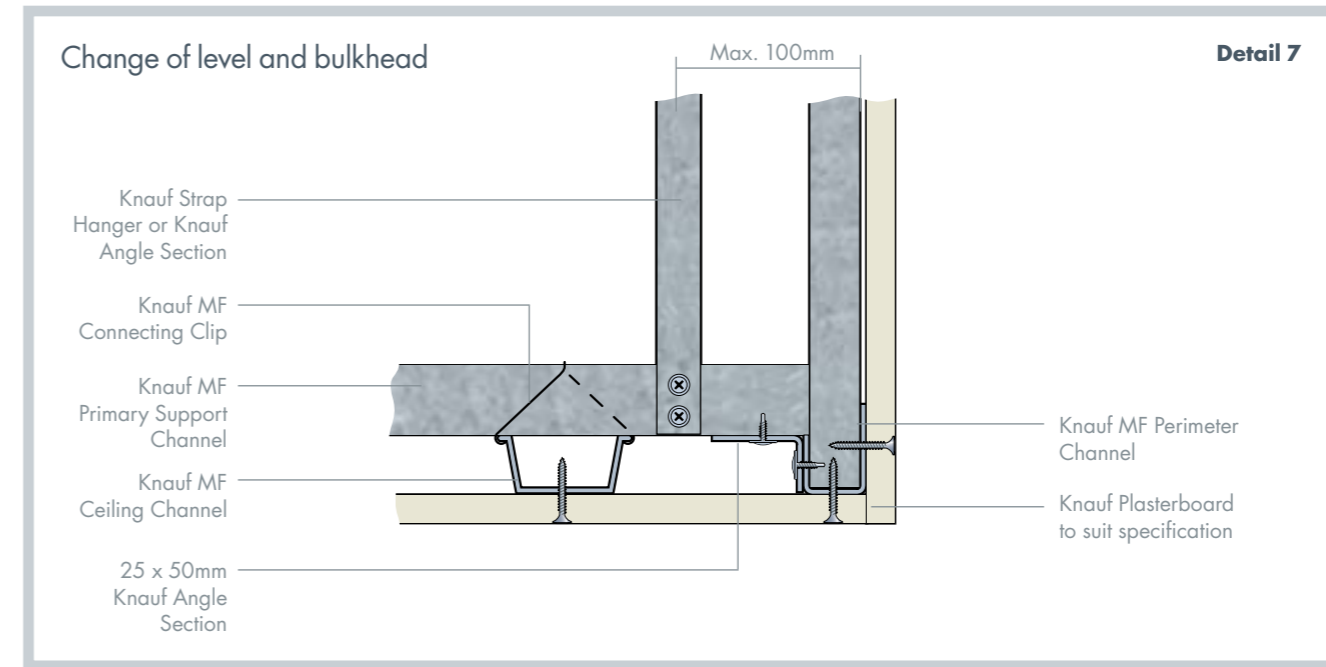 Change of level and bulkhead
Max. 100mm
Detail 7
Knauf Strap
Hanger or Knauf
Angle Section
Knauf MF
Connecting Clip
Knauf MF
Primary Support
Channel
Knauf MF
Ceiling Channel
25 x 50mm
Knauf Angle
Section
Knauf MF Perimeter
Channel
Knauf Plasterboard
to suit specification